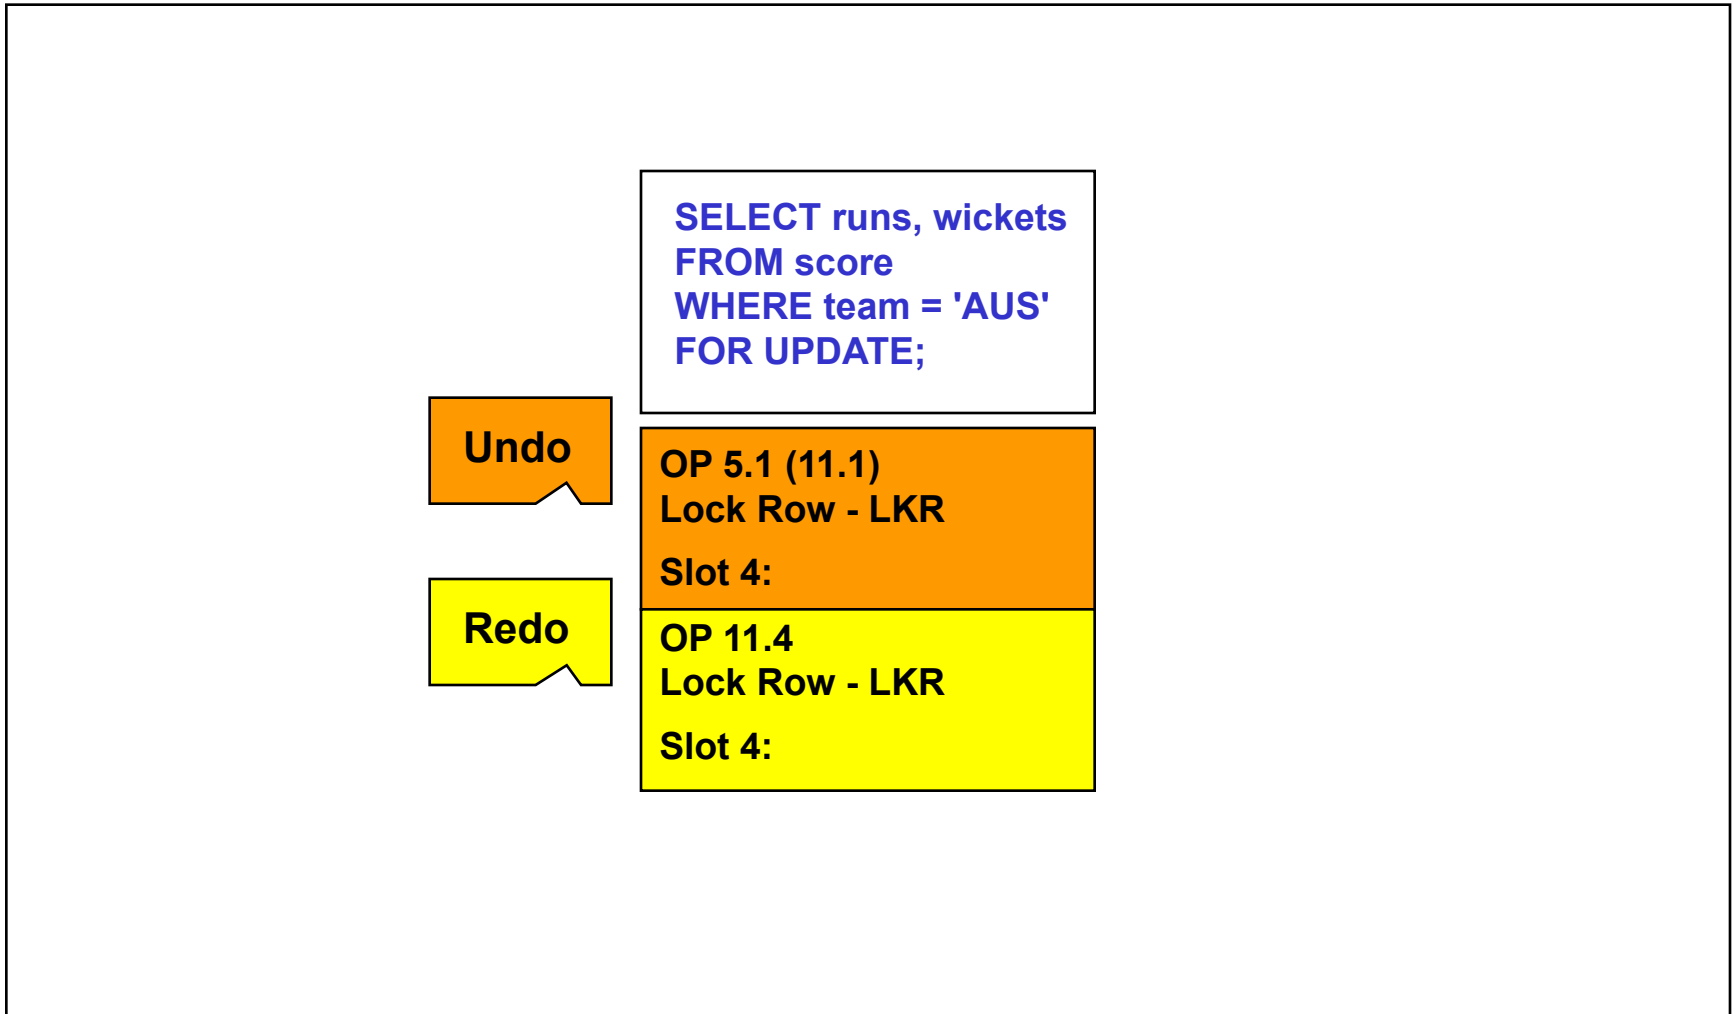 SELECT runs, wickets
FROM score
WHERE team = 'AUS'
FOR UPDATE;
Undo
OP 5.1 (11.1)
Lock Row - LKR
Slot 4:
Redo
OP 11.4
Lock Row - LKR
Slot 4: